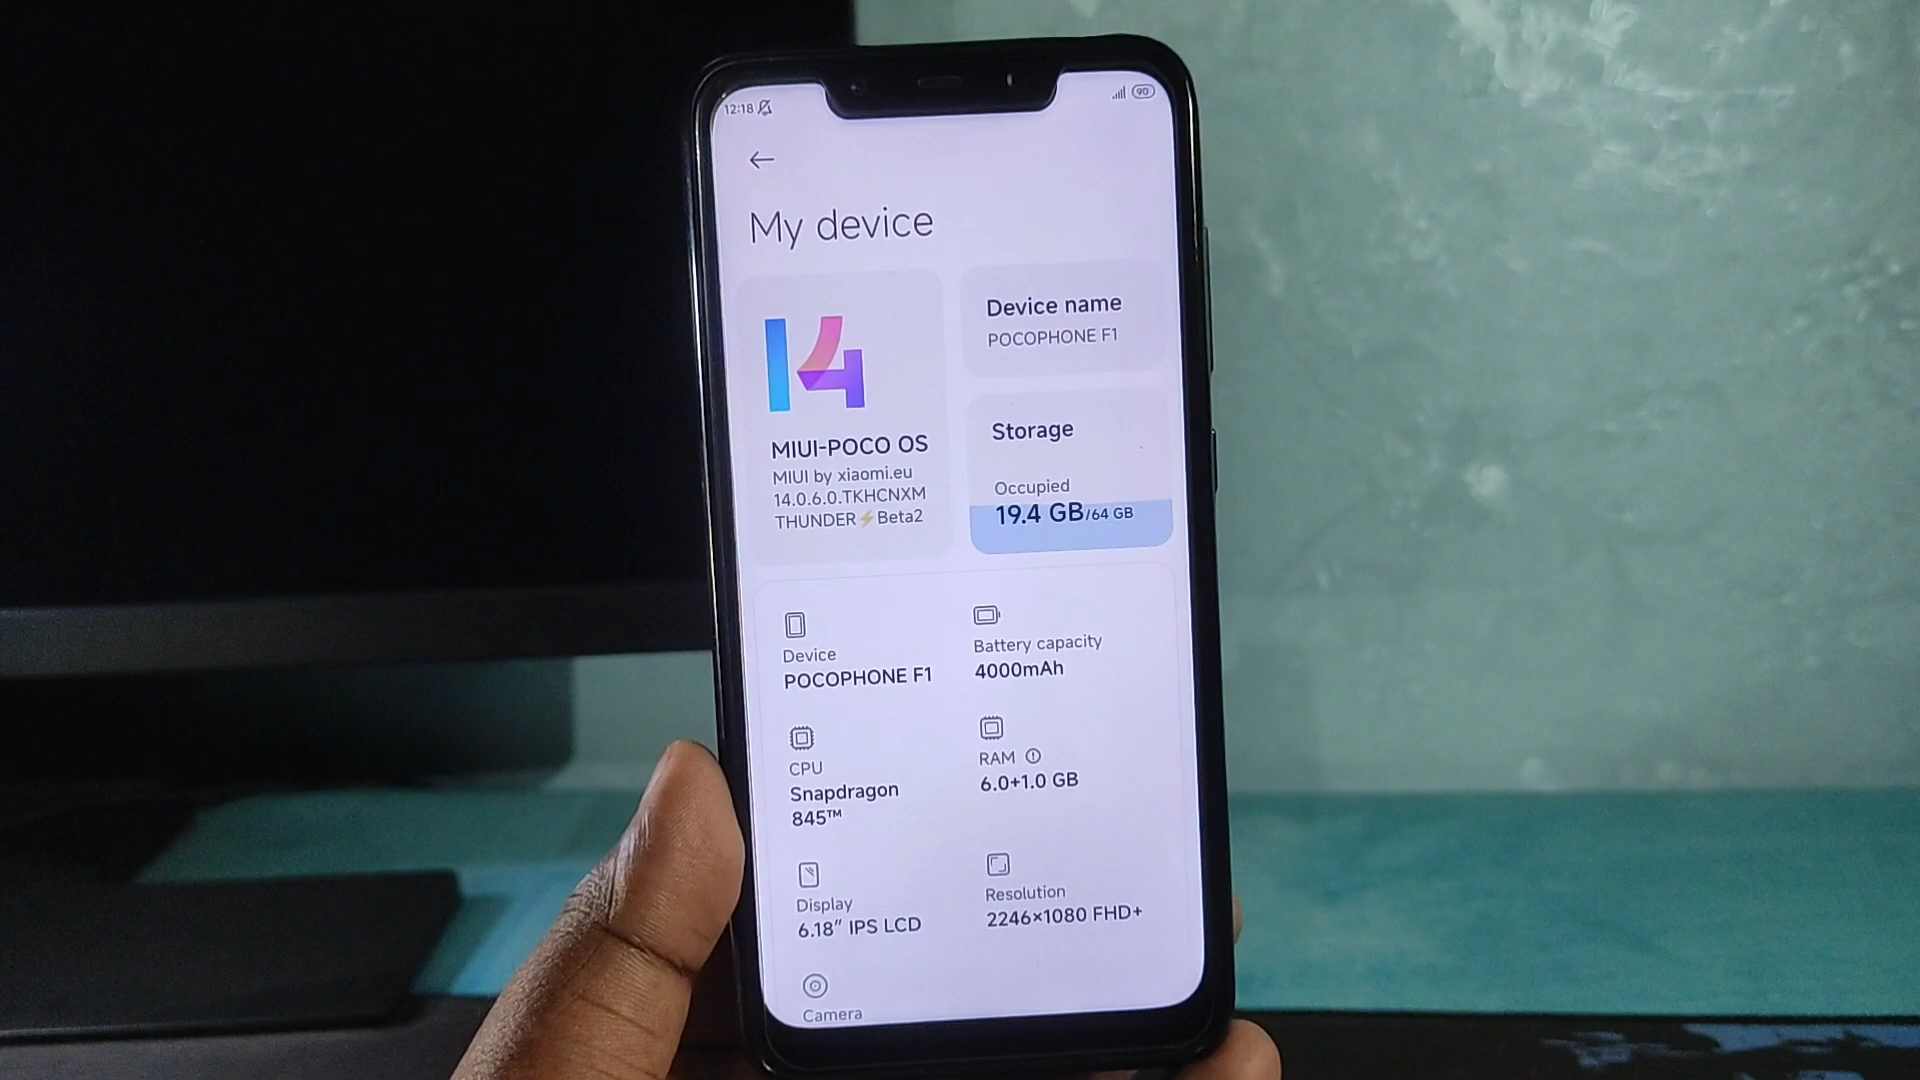 12:18
90
My device
14
MIUI-POCO OS
MIUI by xiaomi.eu
14.0.6.0.TKHCNXM
THUNDER⚡Beta2
Device name
POCOPHONE F1
Storage
Occupied
19.4 GB/64 GB
Device
POCOPHONE F1
Battery capacity
4000mAh
CPU
Snapdragon
845™
RAM
6.0+1.0 GB
Display
6.18” IPS LCD
Resolution
2246×1080 FHD+
Camera